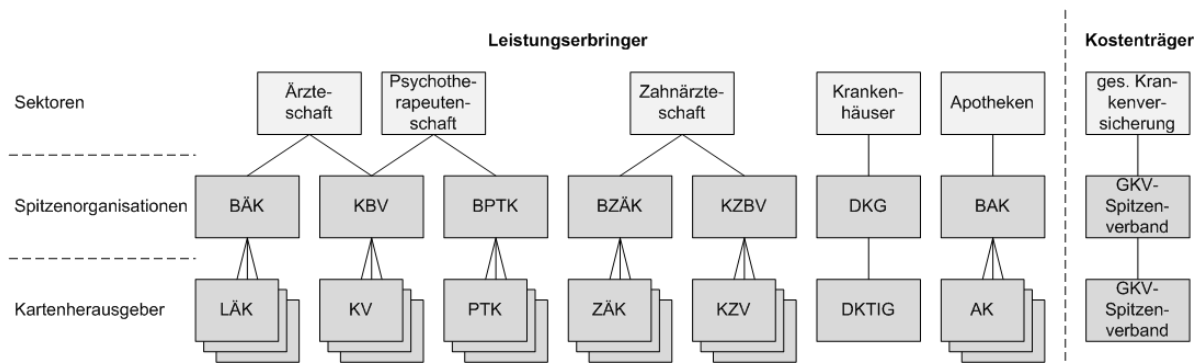 Leistungserbringer
Kostenträger
Sektoren
Ärzte-
schaft
Psychothe-
rapeuten-
schaft
Zahnärzte-
schaft
Kranken-
häuser
Apotheken
ges. Kran-
kenver-
sicherung
Spitzenorganisationen
BÄK
KBV
BPTK
BZÄK
KZBV
DKG
BAK
GKV-
Spitzen-
verband
Kartenherausgeber
LÄK
KV
PTK
ZÄK
KZV
DKTIG
AK
GKV-
Spitzen-
verband